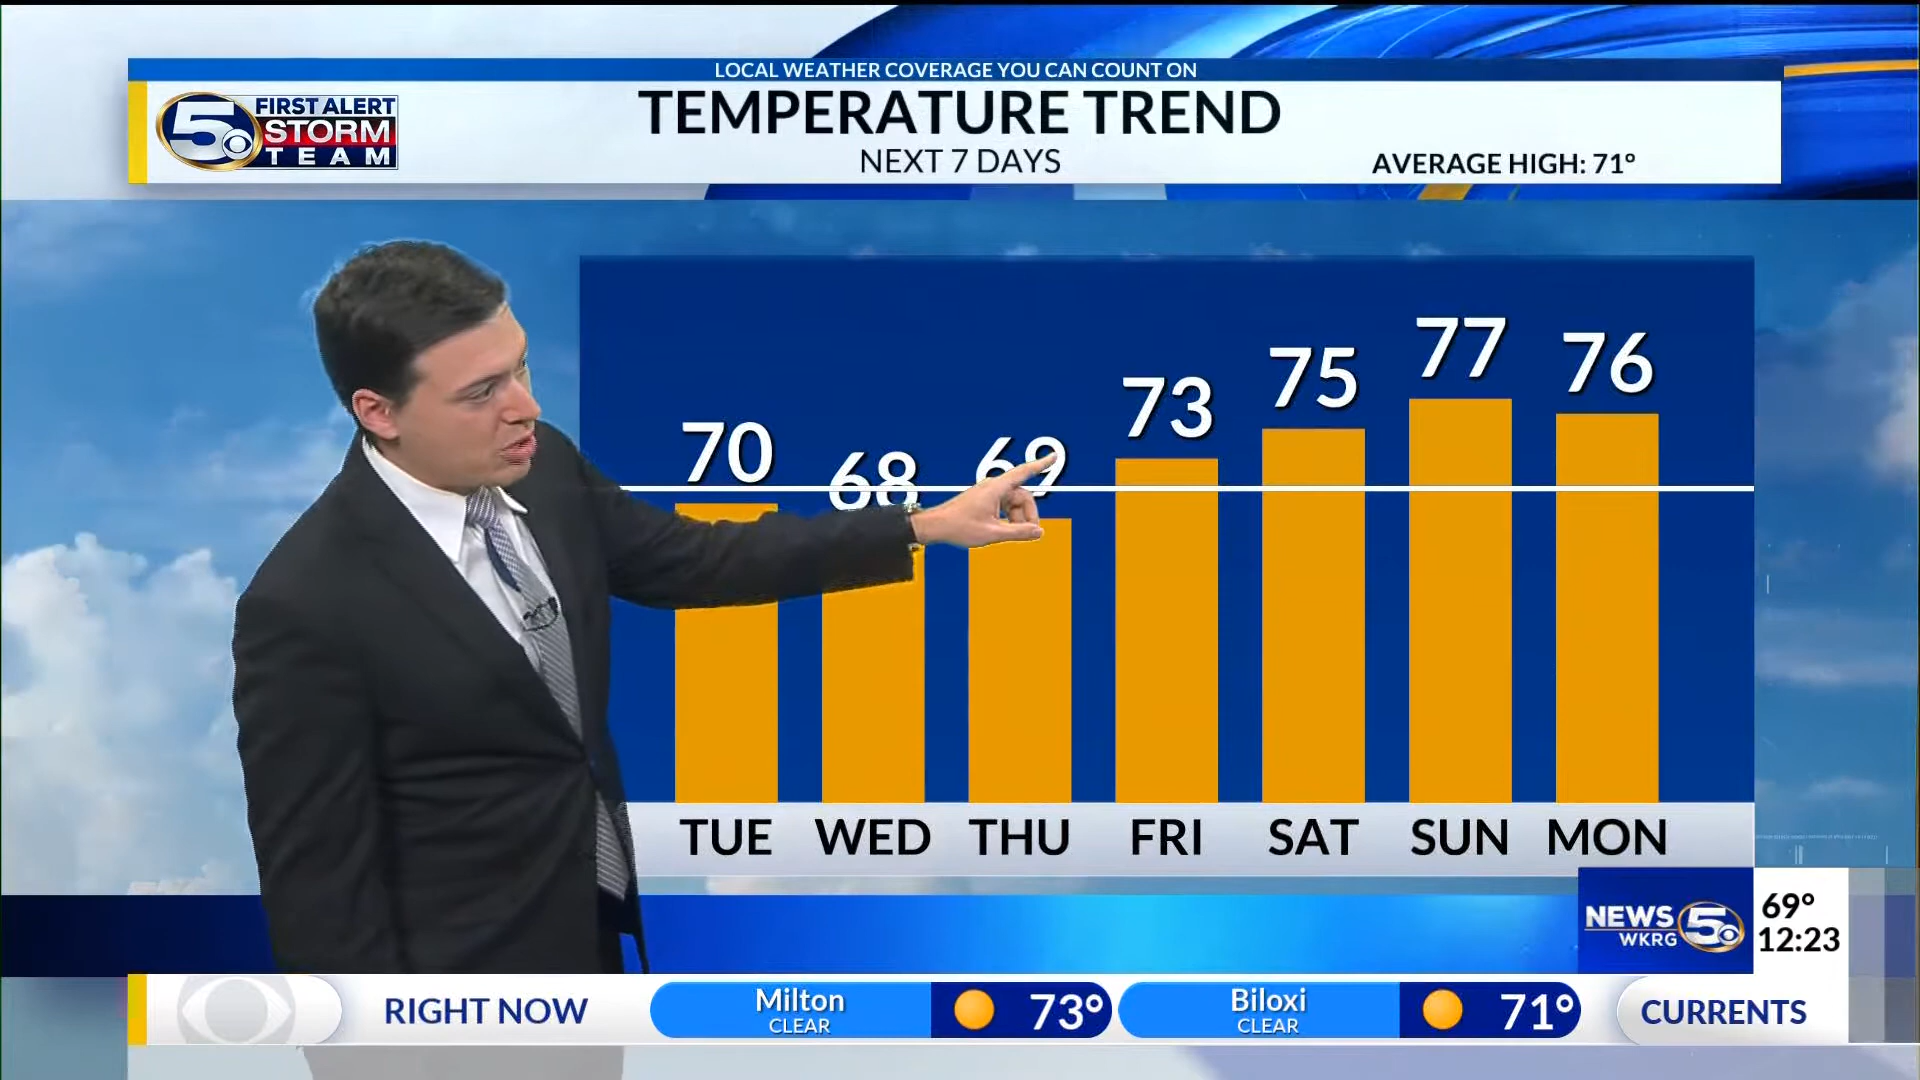 LOCAL WEATHER COVERAGE YOU CAN COUNT ON
5 FIRST ALERT
STORM
TEAM
TEMPERATURE TREND
NEXT 7 DAYS
AVERAGE HIGH: 71°
70 68 69 73 75 77 76
TUE WED THU FRI SAT SUN MON
NEWS 5
WKRG
69°
12:23
RIGHT NOW
Milton
CLEAR
73°
Biloxi
CLEAR
71°
CURRENTS